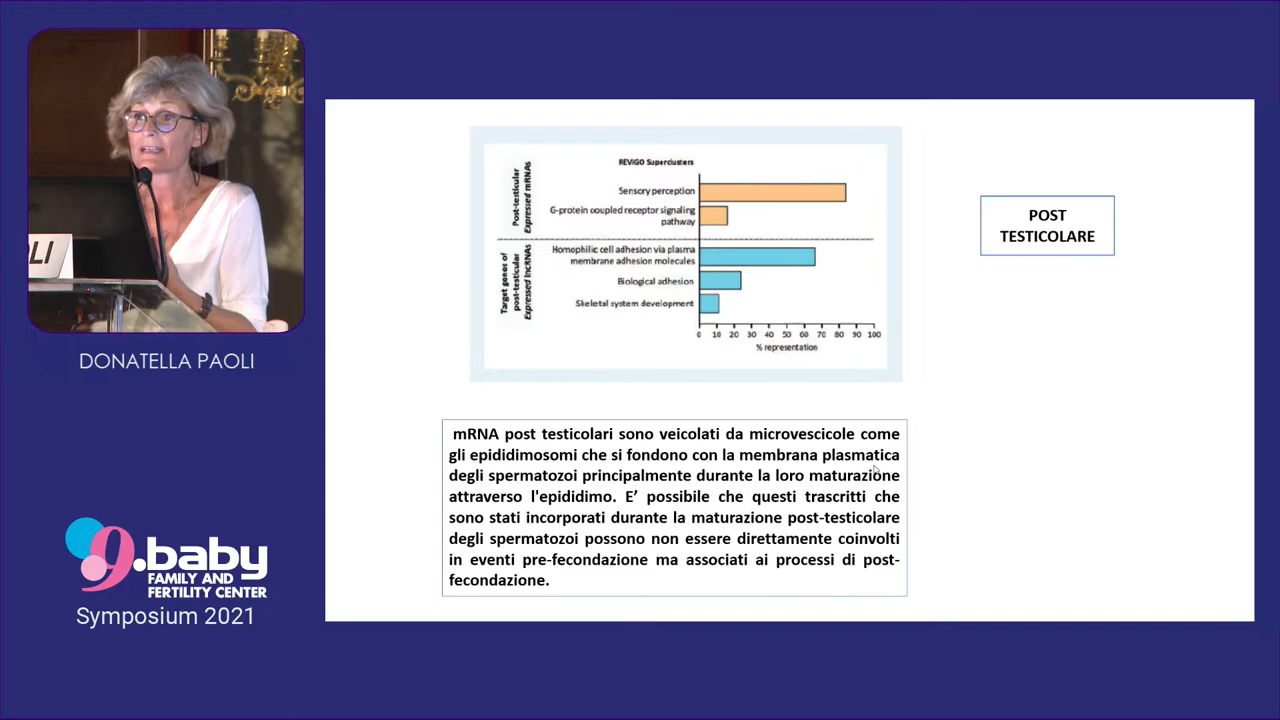 LI
DONATELLA PAOLI
9.baby
FAMILY AND
FERTILITY CENTER
Symposium 2021
REVIGO Superclusters
Post-testicular
Expressed mRNAs
Sensory perception
G-protein coupled receptor signaling
pathway
Target genes of
post-testicular
Expressed lncRNAs
Homophilic cell adhesion via plasma
membrane adhesion molecules
Biological adhesion
Skeletal system development
0 10 20 30 40 50 60 70 80 90 100
% representation
POST
TESTICOLARE
mRNA post testicolari sono veicolati da microvescicole come
gli epididimosomi che si fondono con la membrana plasmatica
degli spermatozoi principalmente durante la loro maturazione
attraverso l'epididimo. E’ possibile che questi trascritti che
sono stati incorporati durante la maturazione post-testicolare
degli spermatozoi possono non essere direttamente coinvolti
in eventi pre-fecondazione ma associati ai processi di post-
fecondazione.